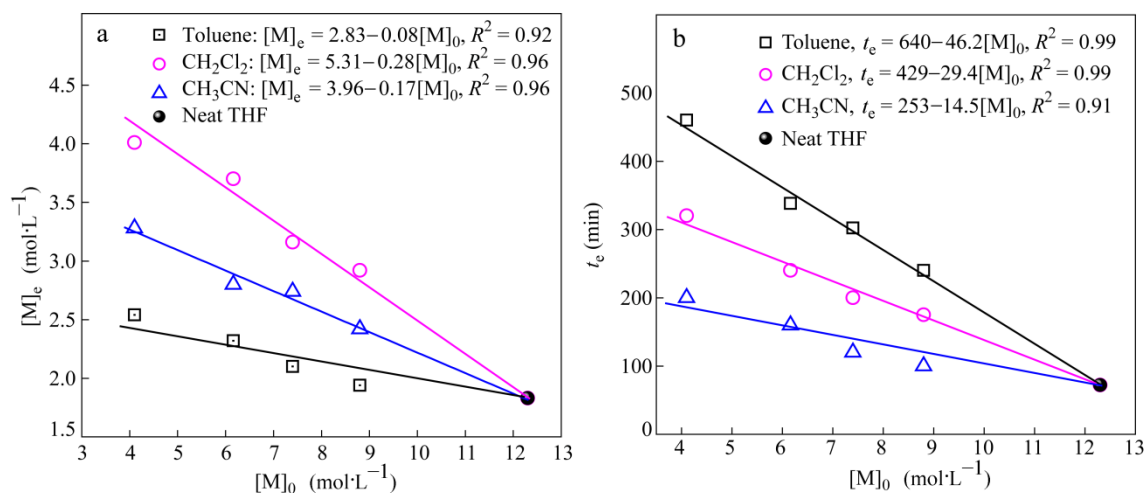 a
Toluene: [M]ₑ = 2.83−0.08[M]₀, R² = 0.92
CH₂Cl₂: [M]ₑ = 5.31−0.28[M]₀, R² = 0.96
CH₃CN: [M]ₑ = 3.96−0.17[M]₀, R² = 0.96
Neat THF
4.5
4.0
3.5
3.0
2.5
2.0
1.5
[M]ₑ (mol·L⁻¹)
3 4 5 6 7 8 9 10 11 12 13
[M]₀ (mol·L⁻¹)
b
Toluene, tₑ = 640−46.2[M]₀, R² = 0.99
CH₂Cl₂, tₑ = 429−29.4[M]₀, R² = 0.99
CH₃CN, tₑ = 253−14.5[M]₀, R² = 0.91
Neat THF
500
400
300
200
100
0
tₑ (min)
4 5 6 7 8 9 10 11 12 13
[M]₀ (mol·L⁻¹)